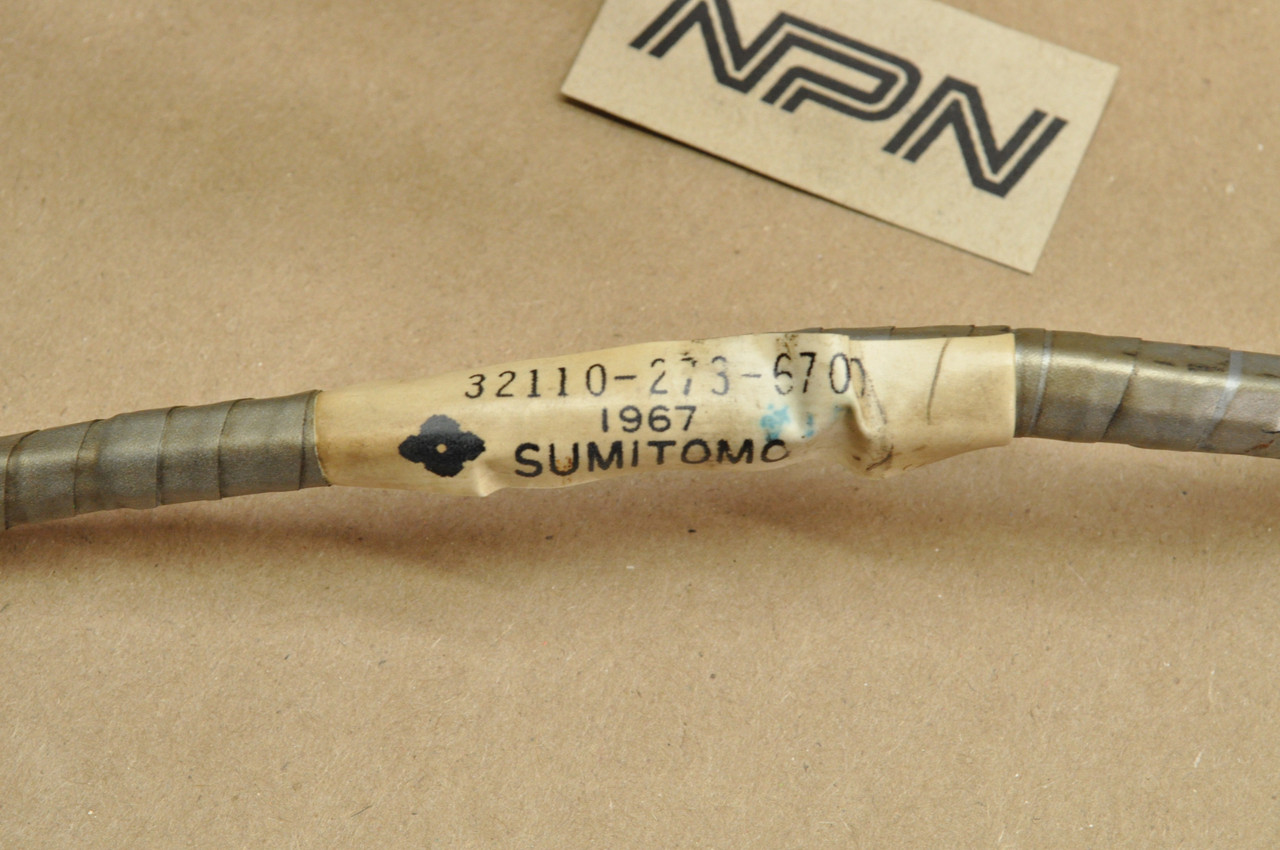 NPN
32110-273-670
1967
SUMITOMO